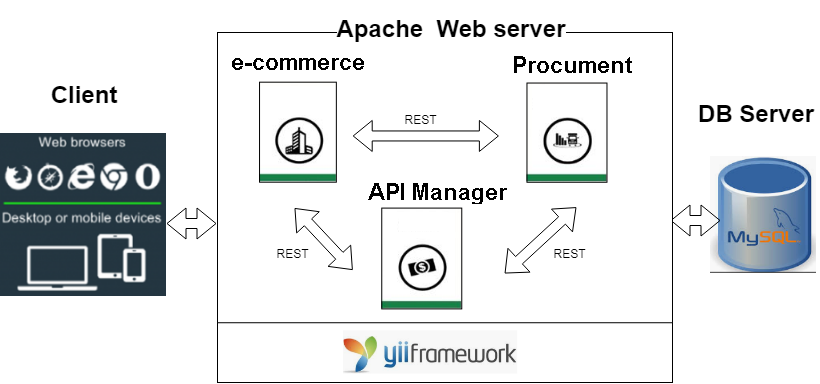 Apache Web server
e-commerce
Procument
Client
DB Server
Web browsers
REST
API Manager
Desktop or mobile devices
MySQL
REST
REST
yiiframework